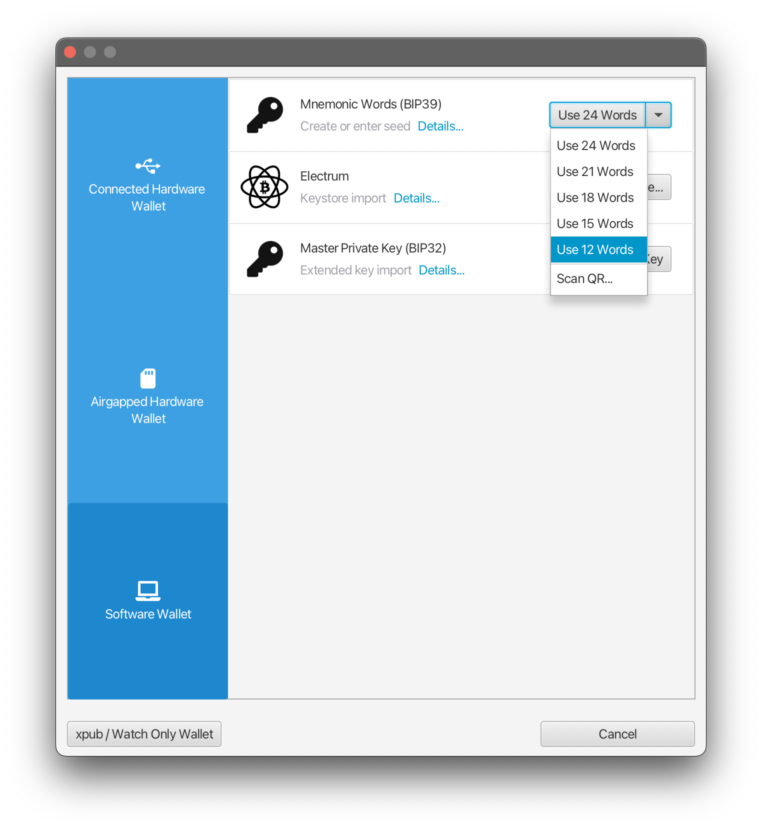 Connected Hardware
Wallet
Airgapped Hardware
Wallet
Software Wallet
Mnemonic Words (BIP39)
Create or enter seed Details...
Use 24 Words
Use 24 Words
Use 21 Words
Use 18 Words
Use 15 Words
Use 12 Words
Scan QR...
Electrum
Keystore import Details...
e...
Master Private Key (BIP32)
Extended key import Details...
Key
xpub / Watch Only Wallet
Cancel